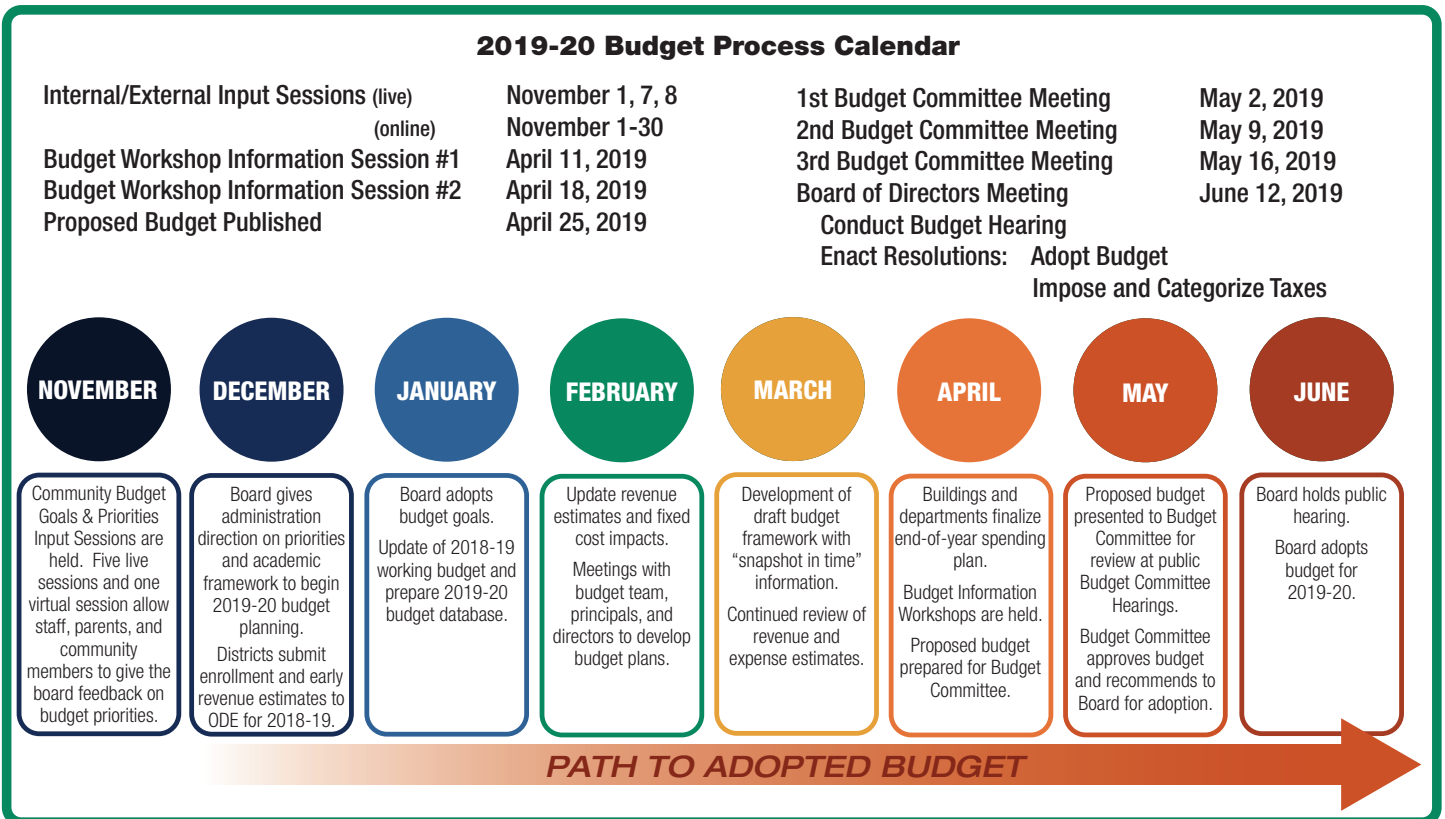 2019-20 Budget Process Calendar
Internal/External Input Sessions (live) November 1, 7, 8
(online) November 1-30
Budget Workshop Information Session #1 April 11, 2019
Budget Workshop Information Session #2 April 18, 2019
Proposed Budget Published April 25, 2019
1st Budget Committee Meeting May 2, 2019
2nd Budget Committee Meeting May 9, 2019
3rd Budget Committee Meeting May 16, 2019
Board of Directors Meeting June 12, 2019
Conduct Budget Hearing
Enact Resolutions: Adopt Budget
Impose and Categorize Taxes
NOVEMBER
Community Budget
Goals & Priorities
Input Sessions are
held. Five live
sessions and one
virtual session allow
staff, parents, and
community
members to give the
board feedback on
budget priorities.
DECEMBER
Board gives
administration
direction on priorities
and academic
framework to begin
2019-20 budget
planning.
Districts submit
enrollment and early
revenue estimates to
ODE for 2018-19.
JANUARY
Board adopts
budget goals.
Update of 2018-19
working budget and
prepare 2019-20
budget database.
FEBRUARY
Update revenue
estimates and fixed
cost impacts.
Meetings with
budget team,
principals, and
directors to develop
budget plans.
MARCH
Development of
draft budget
framework with
“snapshot in time”
information.
Continued review of
revenue and
expense estimates.
APRIL
Buildings and
departments finalize
end-of-year spending
plan.
Budget Information
Workshops are held.
Proposed budget
prepared for Budget
Committee.
MAY
Proposed budget
presented to Budget
Committee for
review at public
Budget Committee
Hearings.
Budget Committee
approves budget
and recommends to
Board for adoption.
JUNE
Board holds public
hearing.
Board adopts
budget for
2019-20.
PATH TO ADOPTED BUDGET